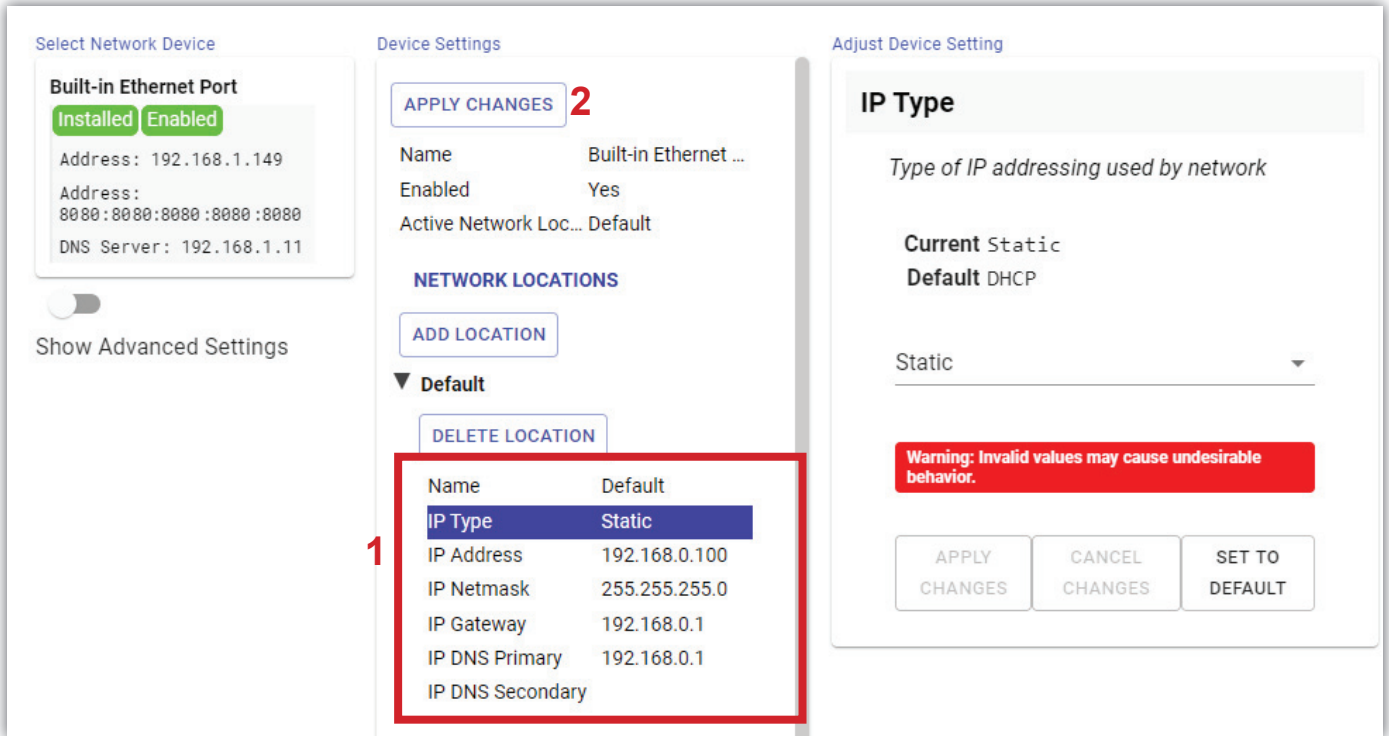 Select Network Device
Built-in Ethernet Port
Installed Enabled
Address: 192.168.1.149
Address:
8080:8080:8080:8080:8080
DNS Server: 192.168.1.11
Show Advanced Settings
Device Settings
APPLY CHANGES 2
Name Built-in Ethernet ...
Enabled Yes
Active Network Loc... Default
NETWORK LOCATIONS
ADD LOCATION
Default
DELETE LOCATION
1
Name Default
IP Type Static
IP Address 192.168.0.100
IP Netmask 255.255.255.0
IP Gateway 192.168.0.1
IP DNS Primary 192.168.0.1
IP DNS Secondary
Adjust Device Setting
IP Type
Type of IP addressing used by network
Current Static
Default DHCP
Static
Warning: Invalid values may cause undesirable
behavior.
APPLY
CHANGES
CANCEL
CHANGES
SET TO
DEFAULT